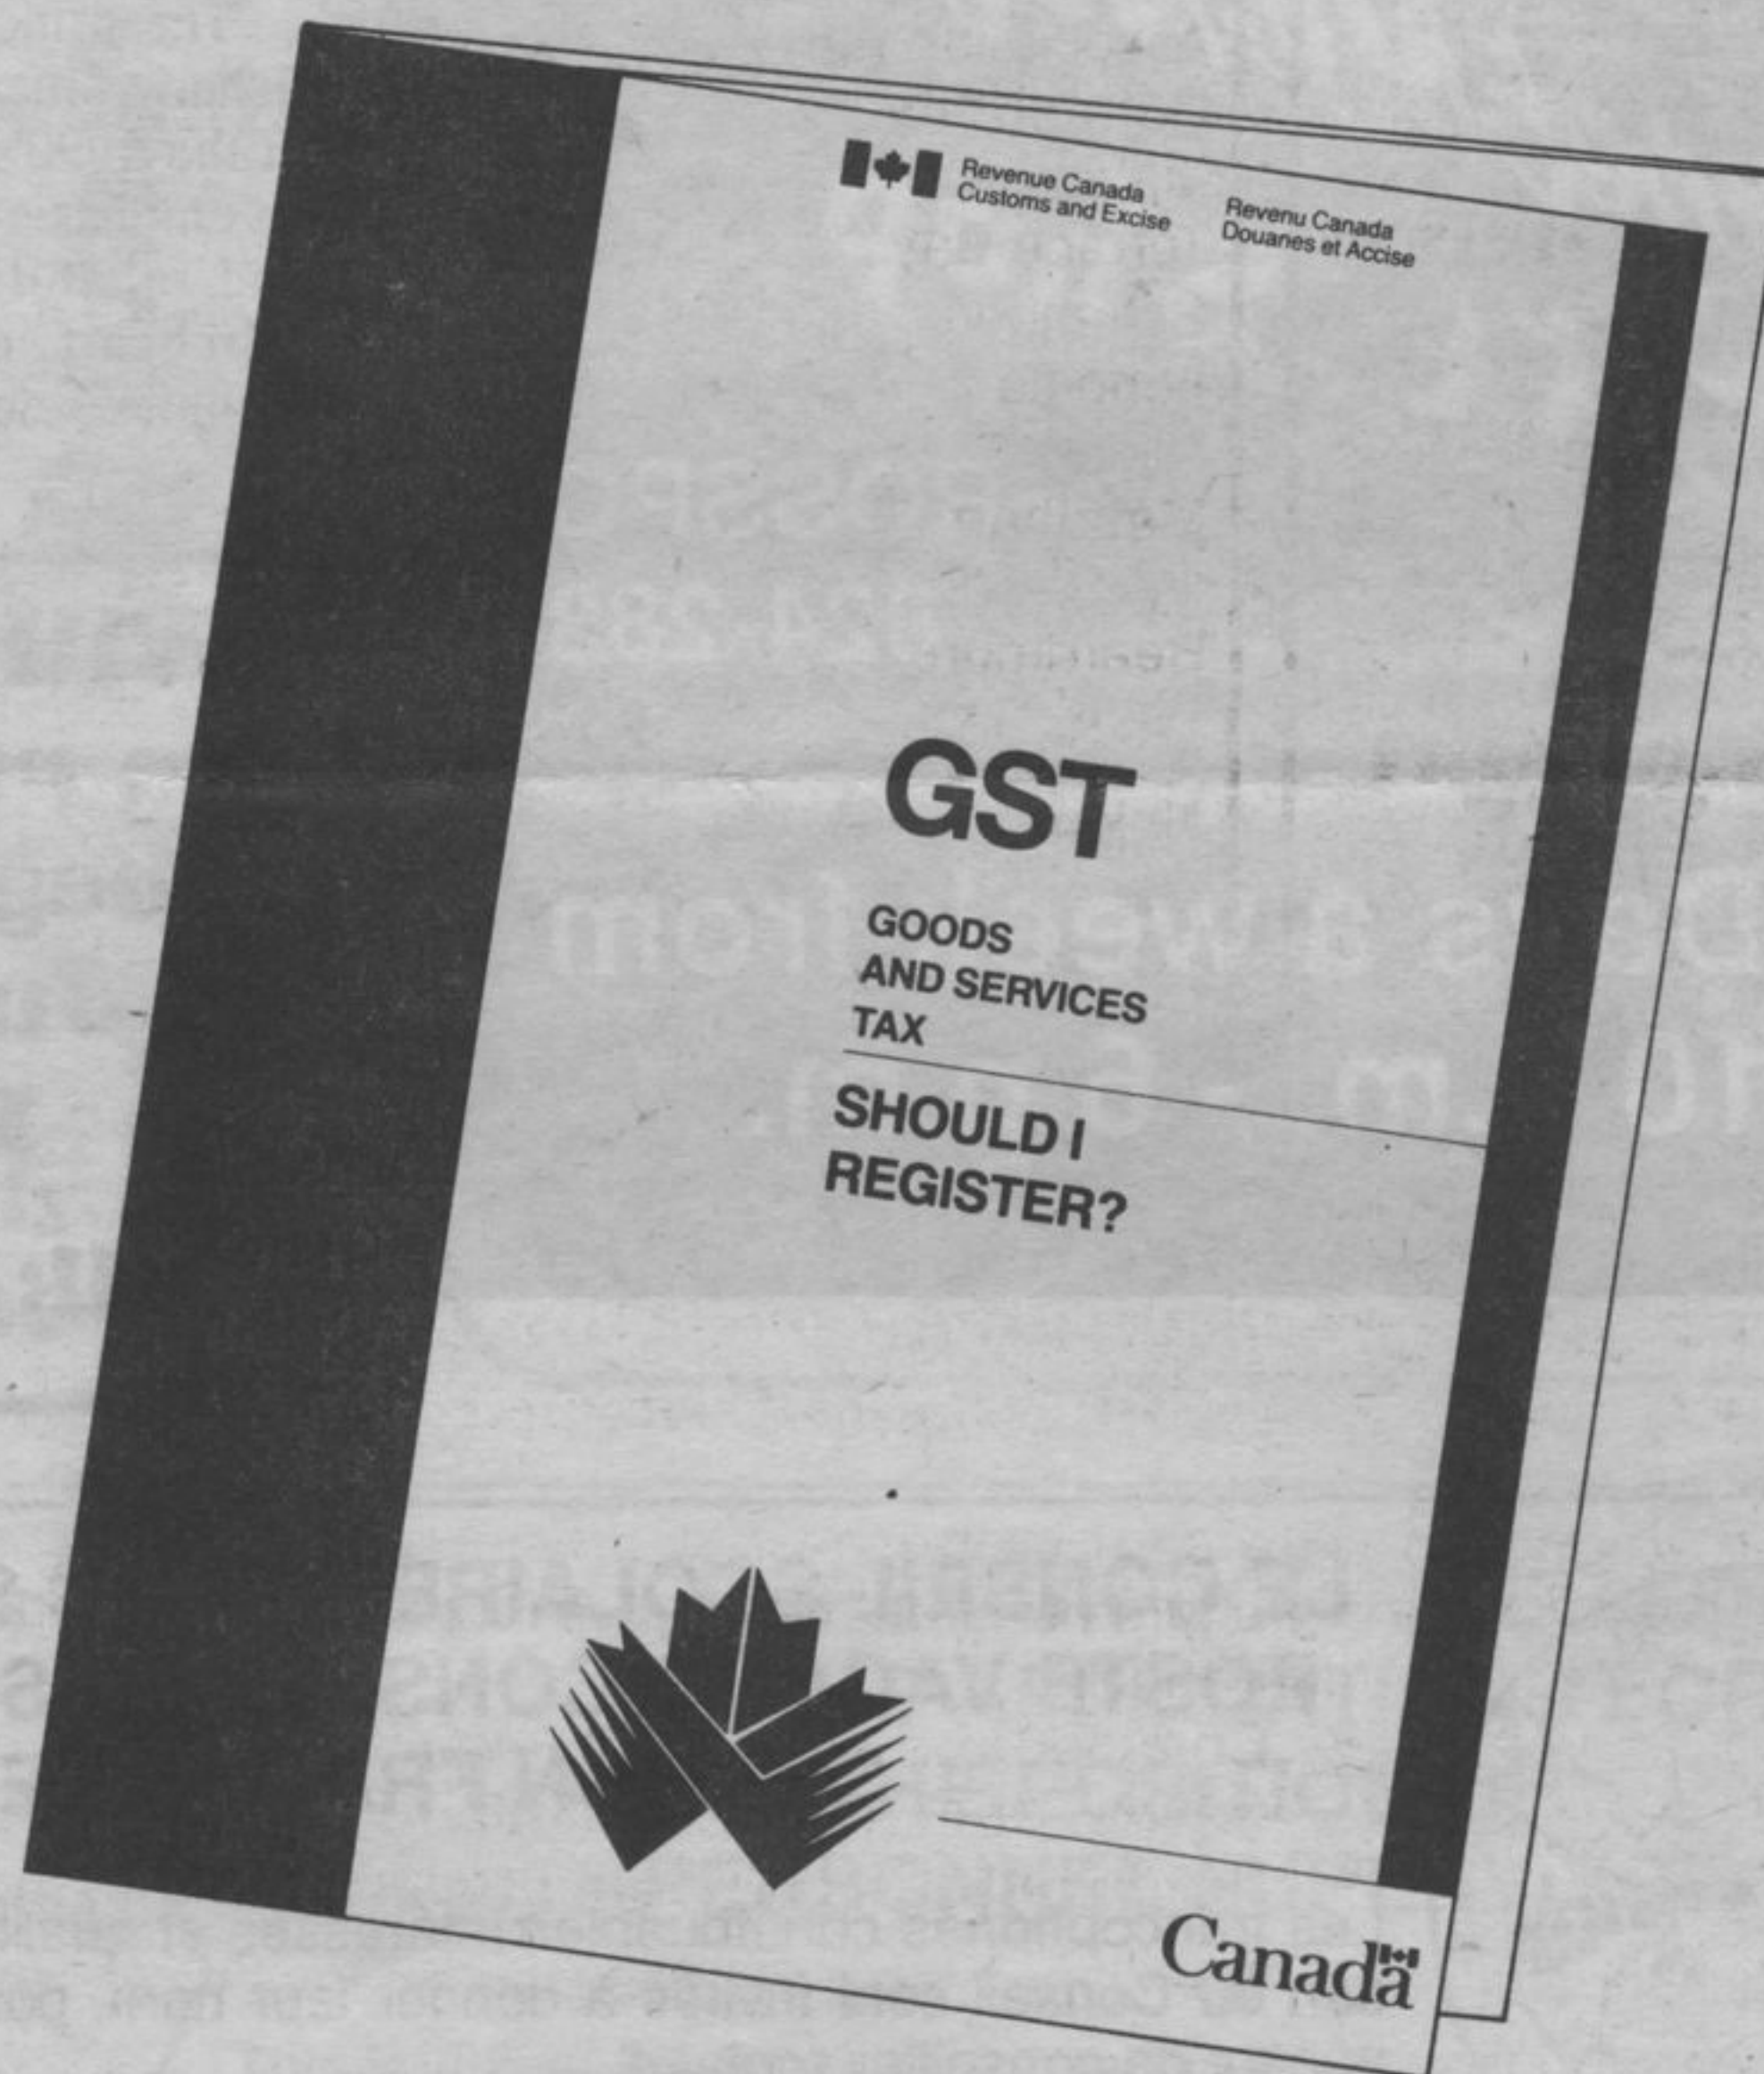 Revenue Canada
Customs and Excise
Revenu Canada
Douanes et Accise
GST
GOODS
AND SERVICES
TAX
SHOULD I
REGISTER?
Canada